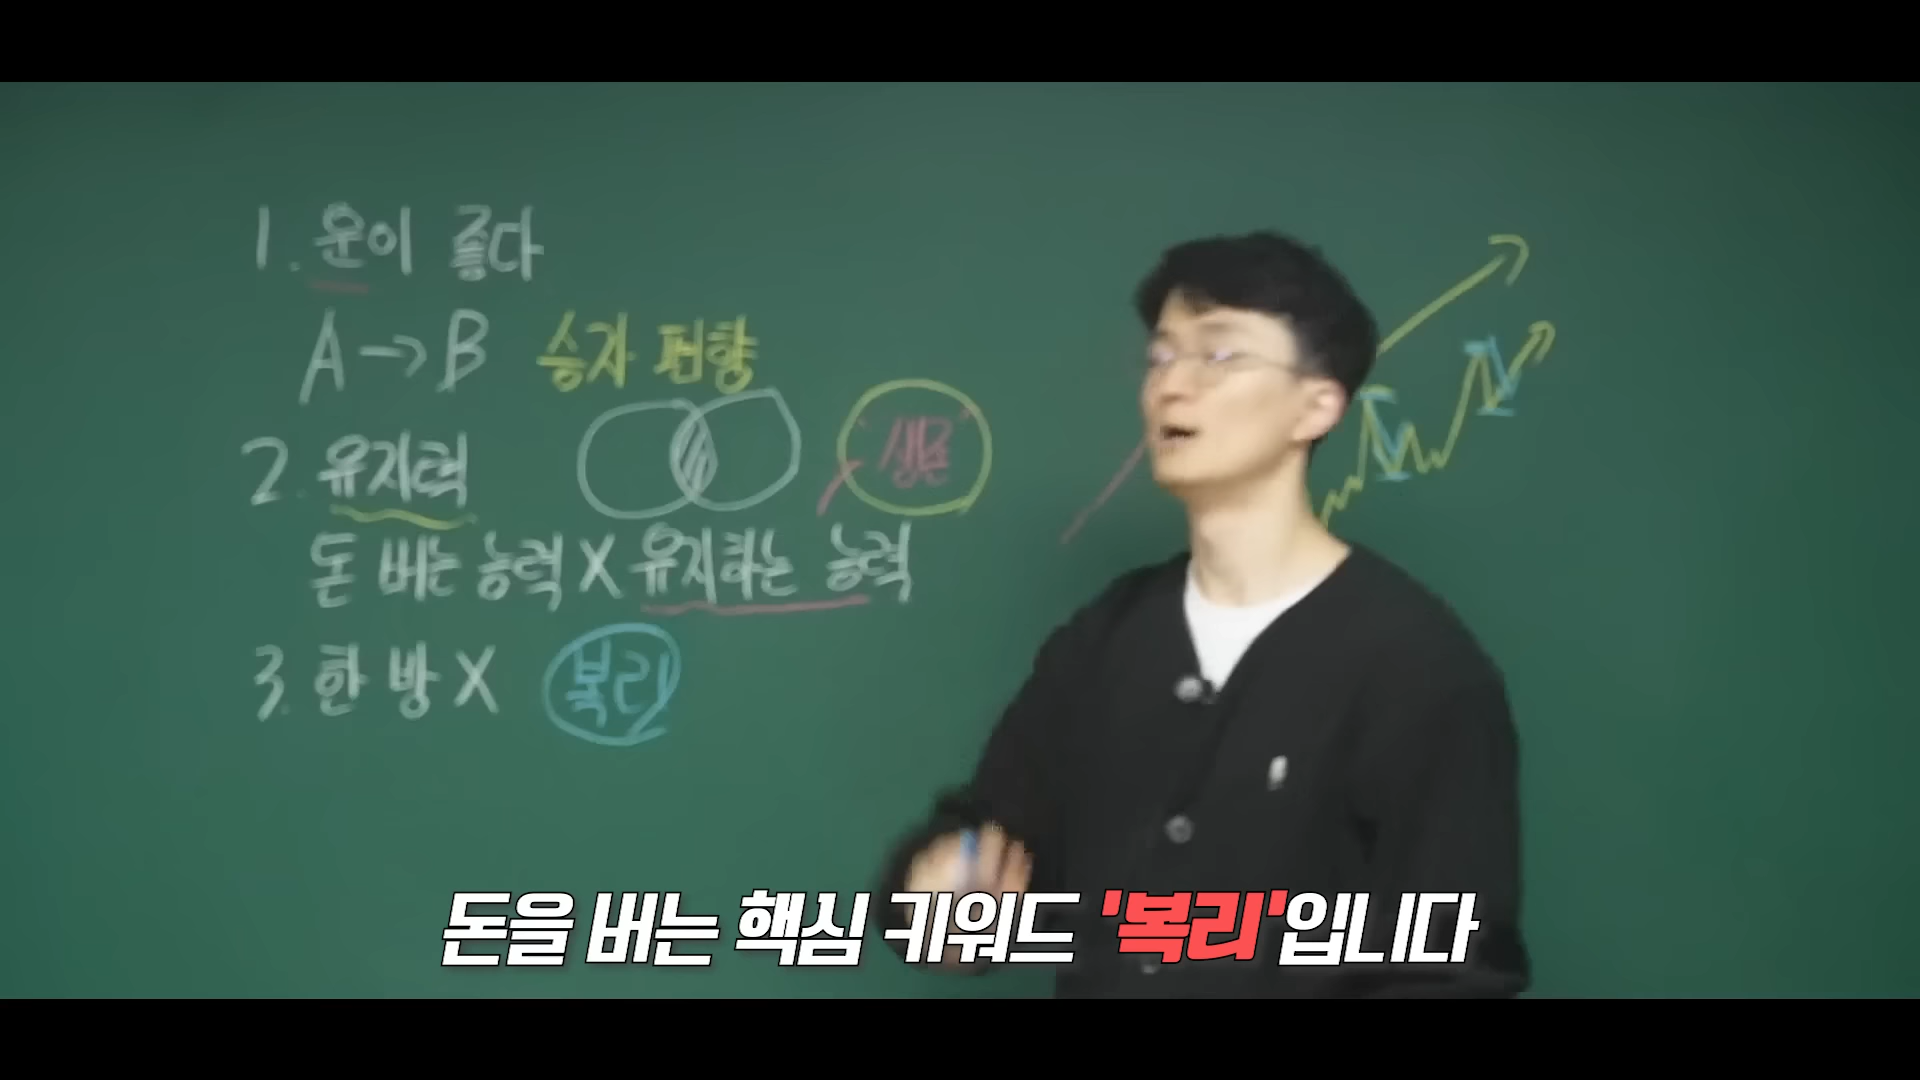 1. 운이 좋다
A → B 승자 편향
2. 유지력
"생존"
돈 버는 능력 X 유지하는 능력
3. 한 방 X 복리
돈을 버는 핵심 키워드 '복리'입니다